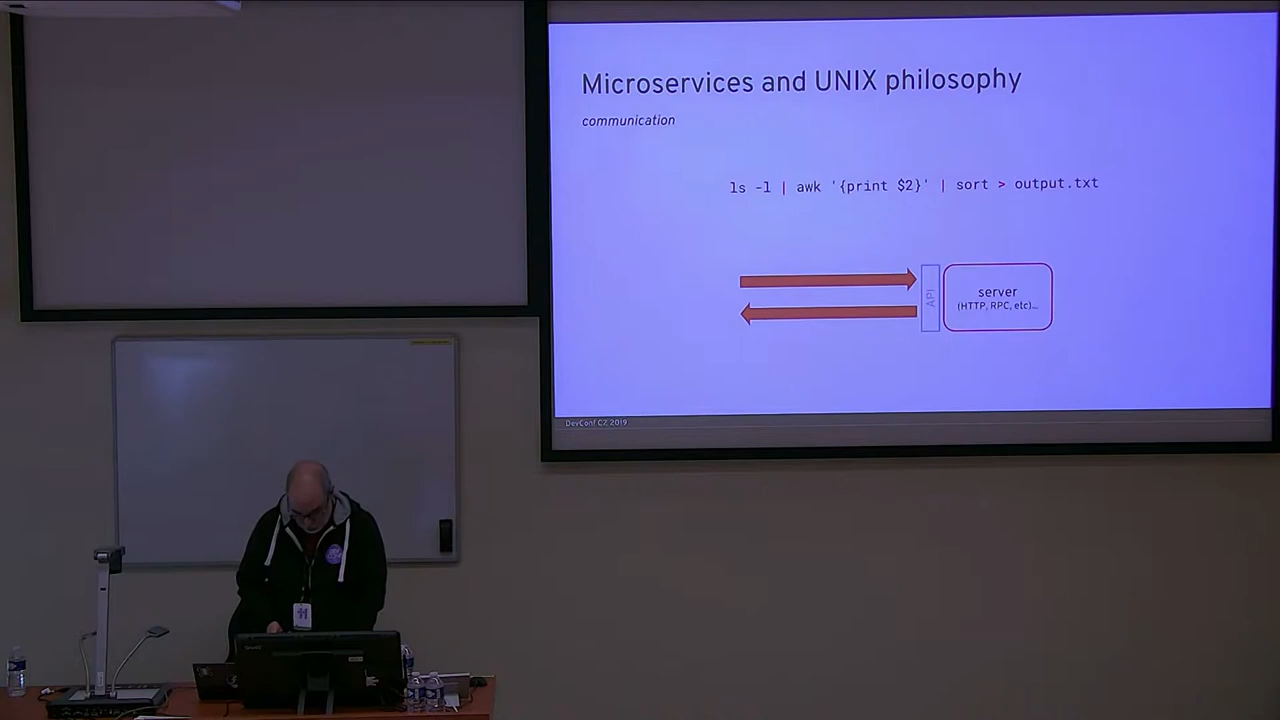 Microservices and UNIX philosophy
communication
ls -l | awk '{print $2}' | sort > output.txt
API
server
(HTTP, RPC, etc)...
DevConf CZ, 2019